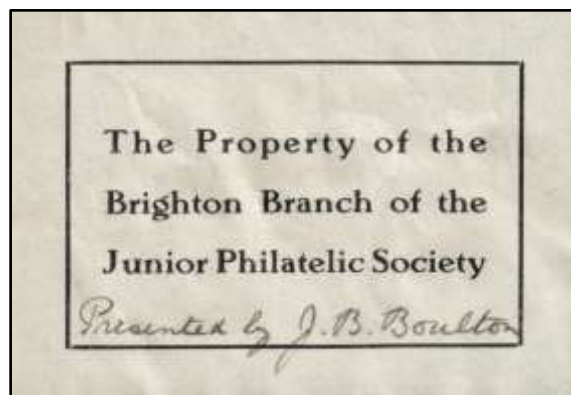 The Property of the
Brighton Branch of the
Junior Philatelic Society
Presented by J. B. Boulton